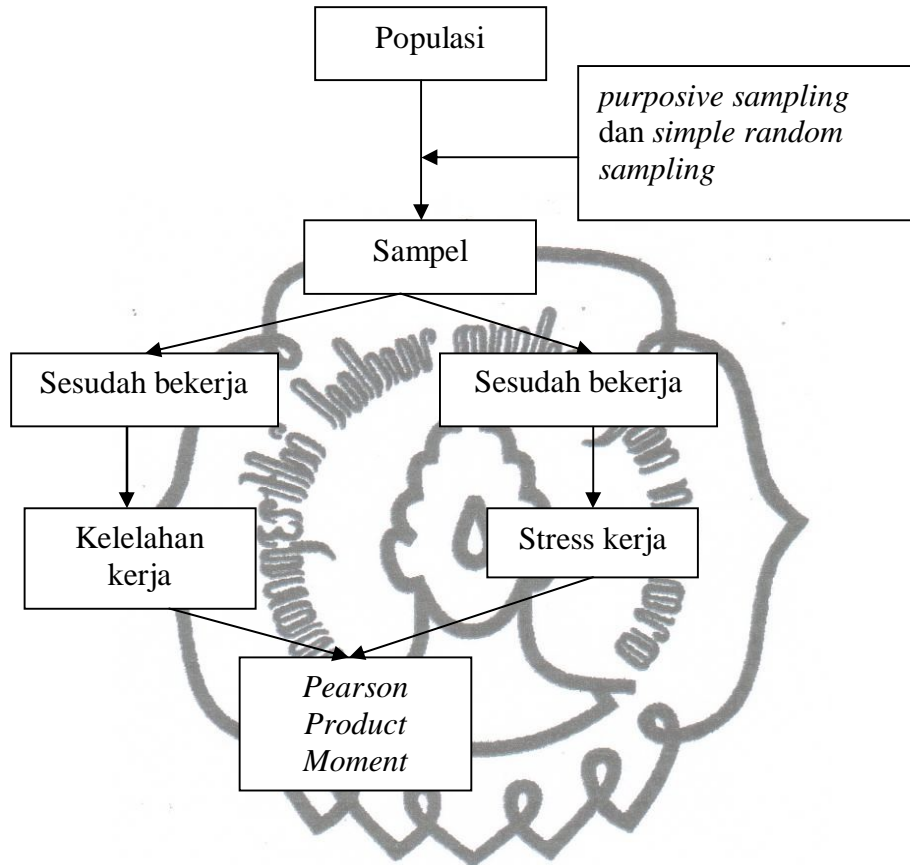 Populasi
purposive sampling
dan simple random
sampling
Sampel
Sesudah bekerja
Sesudah bekerja
Kelelahan
kerja
Stress kerja
Pearson
Product
Moment